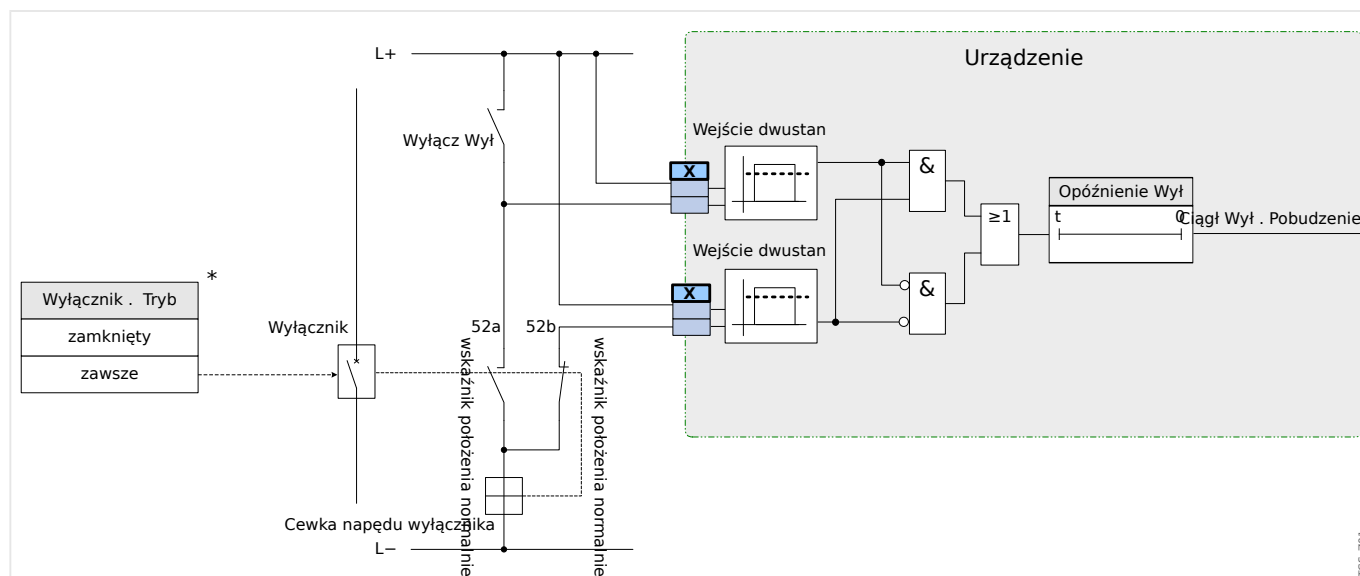 L+
Urządzenie
Wyłącz Wył
Wejście dwustan
X
&
≥1
Opóźnienie Wył
t
0
Ciągł Wył . Pobudzenie
Wejście dwustan
X
&
*
Wyłącznik . Tryb
zamknięty
zawsze
Wyłącznik
52a
52b
wskaźnik położenia normalnie
wskaźnik położenia normalnie
Cewka napędu wyłącznika
L−